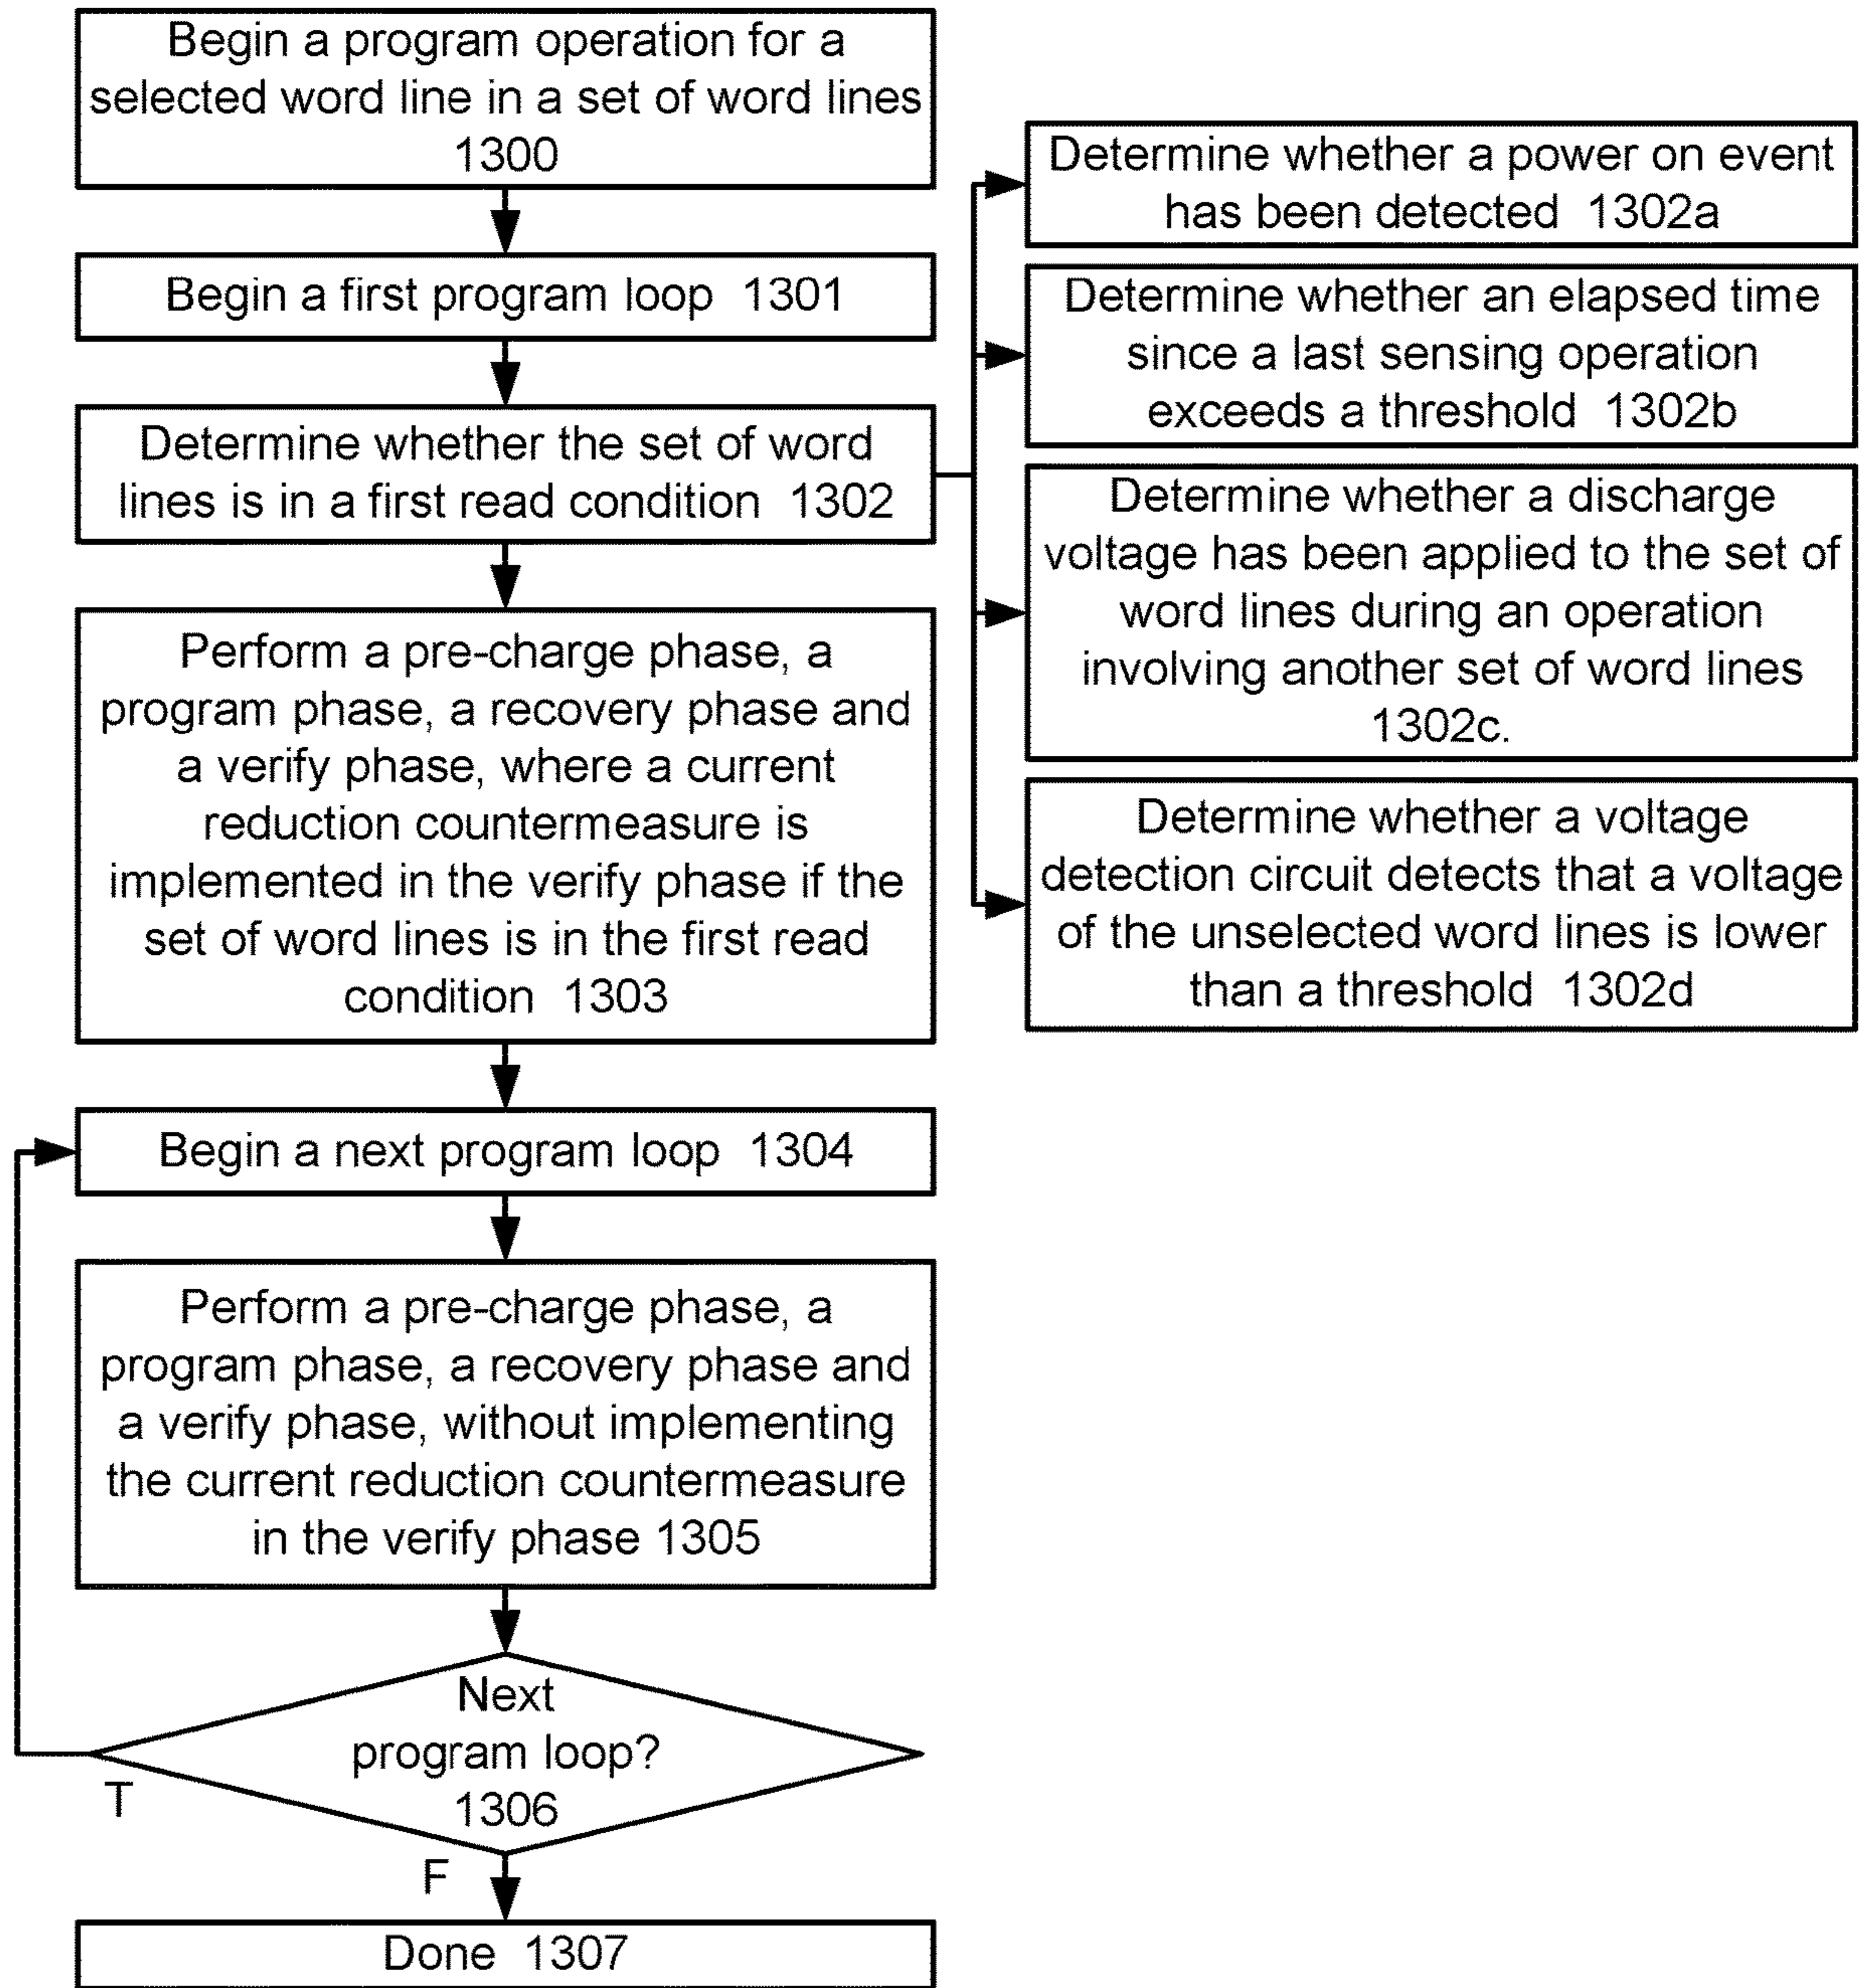 Begin a program operation for a
selected word line in a set of word lines
1300
Begin a first program loop 1301
Determine whether the set of word
lines is in a first read condition 1302
Determine whether a power on event
has been detected 1302a
Determine whether an elapsed time
since a last sensing operation
exceeds a threshold 1302b
Determine whether a discharge
voltage has been applied to the set of
word lines during an operation
involving another set of word lines
1302c.
Determine whether a voltage
detection circuit detects that a voltage
of the unselected word lines is lower
than a threshold 1302d
Perform a pre-charge phase, a
program phase, a recovery phase and
a verify phase, where a current
reduction countermeasure is
implemented in the verify phase if the
set of word lines is in the first read
condition 1303
Begin a next program loop 1304
Perform a pre-charge phase, a
program phase, a recovery phase and
a verify phase, without implementing
the current reduction countermeasure
in the verify phase 1305
Next
program loop?
1306
T
F
Done 1307